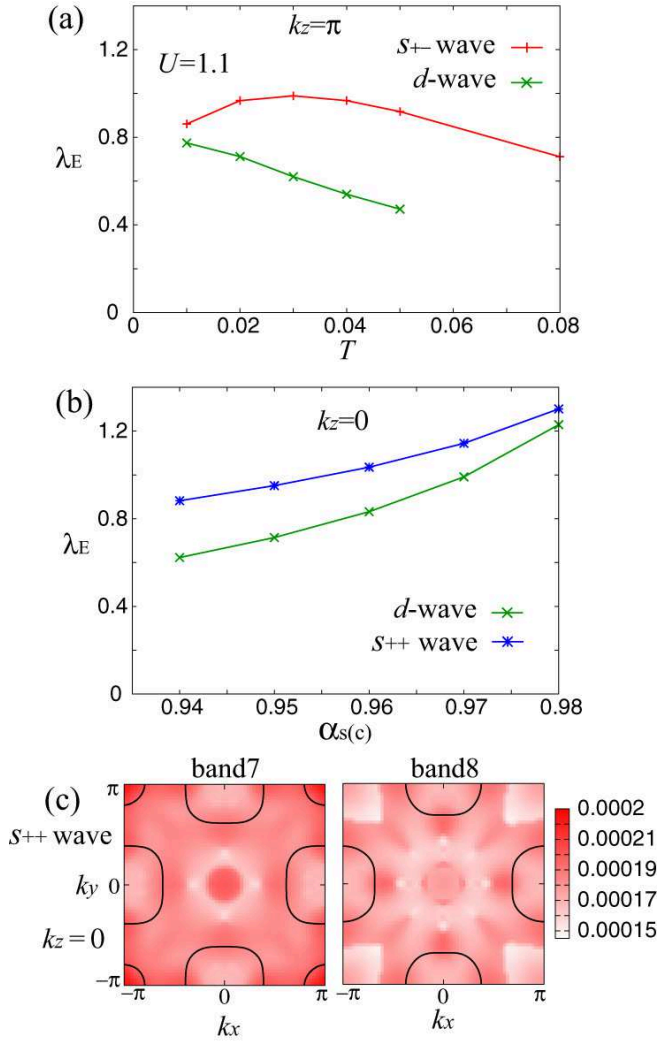 (a)
kz=π
U=1.1
s+− wave
d-wave
1.2
0.8
0.4
0
λE
0 0.02 0.04 0.06 0.08
T
(b)
kz=0
1.2
0.8
0.4
0
λE
d-wave
s++ wave
0.94 0.95 0.96 0.97 0.98
αs(c)
band7 band8
(c)
s++ wave
kz = 0
π
ky 0
−π
−π 0 π
kx
π
0
−π
−π 0 π
kx
0.0002
0.00021
0.00019
0.00017
0.00015